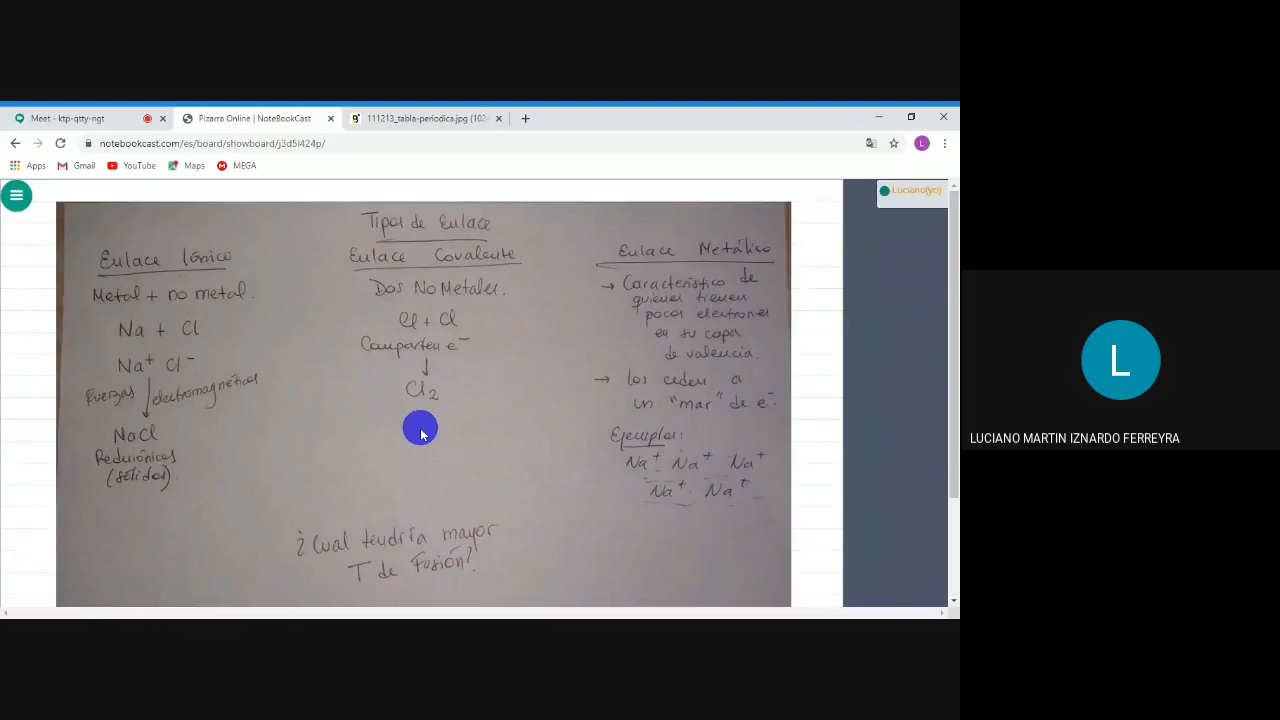 Meet - ktp-qtty-ngt
Pizarra Online | NoteBookCast
111213_tabla-periodica.jpg (102
notebookcast.com/es/board/showboard/j3d5l424p/
Apps
Gmail
YouTube
Maps
MEGA
L
Luciano(yo)
Tipos de Enlace
Enlace Iónico
Metal + no metal.
Na + Cl
Na+ Cl-
Fuerzas electromagnéticas
NaCl
Redes iónicas
(sólidos).
Enlace Covalente
Dos No Metales.
Cl + Cl
Comparten e-
Cl2
Enlace Metálico
→ Característico de
quienes tienen
pocos electrones
en su capa
de valencia.
→ los ceden a
un "mar" de e-.
Ejemplos:
Na+ Na+ Na+
Na+ Na+
¿Cual tendría mayor
T de Fusión?
L
LUCIANO MARTIN IZNARDO FERREYRA